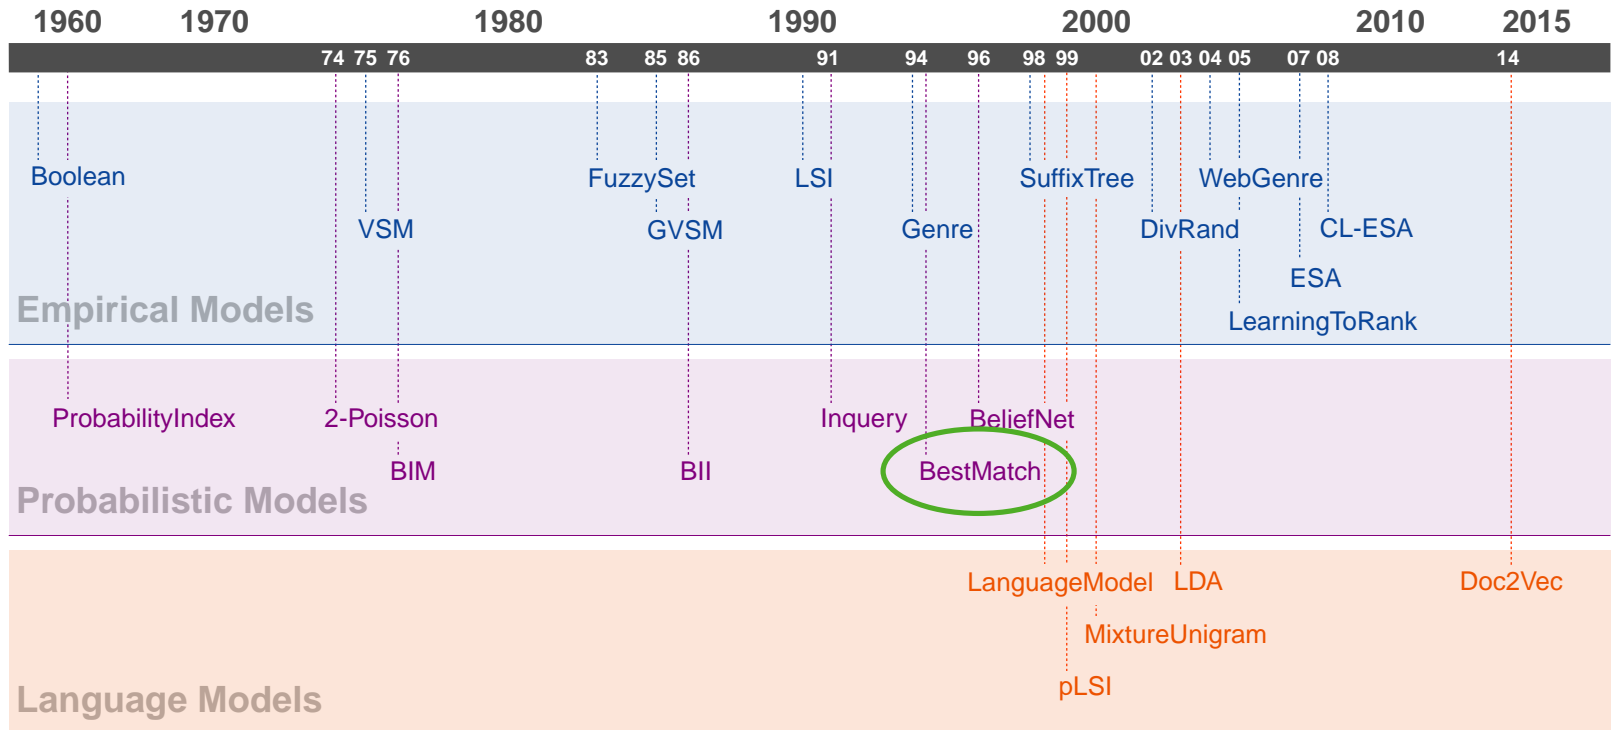 1960 1970 1980 1990 2000 2010 2015
74 75 76 83 85 86 91 94 96 98 99 02 03 04 05 07 08 14
Boolean FuzzySet LSI SuffixTree WebGenre
VSM GVSM Genre DivRand CL-ESA
ESA
Empirical Models
LearningToRank
ProbabilityIndex 2-Poisson Inquery BeliefNet
BIM BII BestMatch
Probabilistic Models
LanguageModel LDA Doc2Vec
MixtureUnigram
pLSI
Language Models